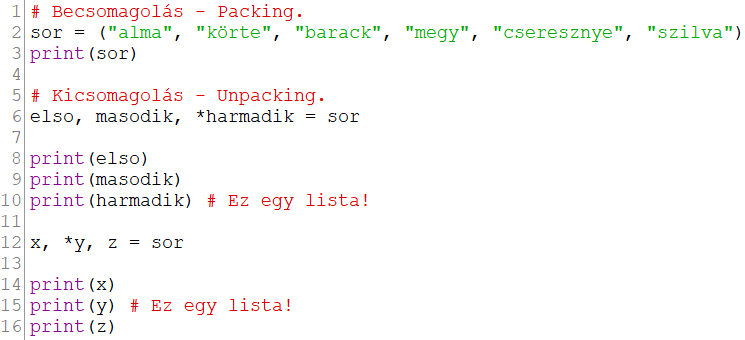 1 # Becsomagolás - Packing.
2 sor = ("alma", "körte", "barack", "megy", "cseresznye", "szilva")
3 print(sor)
4
5 # Kicsomagolás - Unpacking.
6 elso, masodik, *harmadik = sor
7
8 print(elso)
9 print(masodik)
10 print(harmadik) # Ez egy lista!
11
12 x, *y, z = sor
13
14 print(x)
15 print(y) # Ez egy lista!
16 print(z)